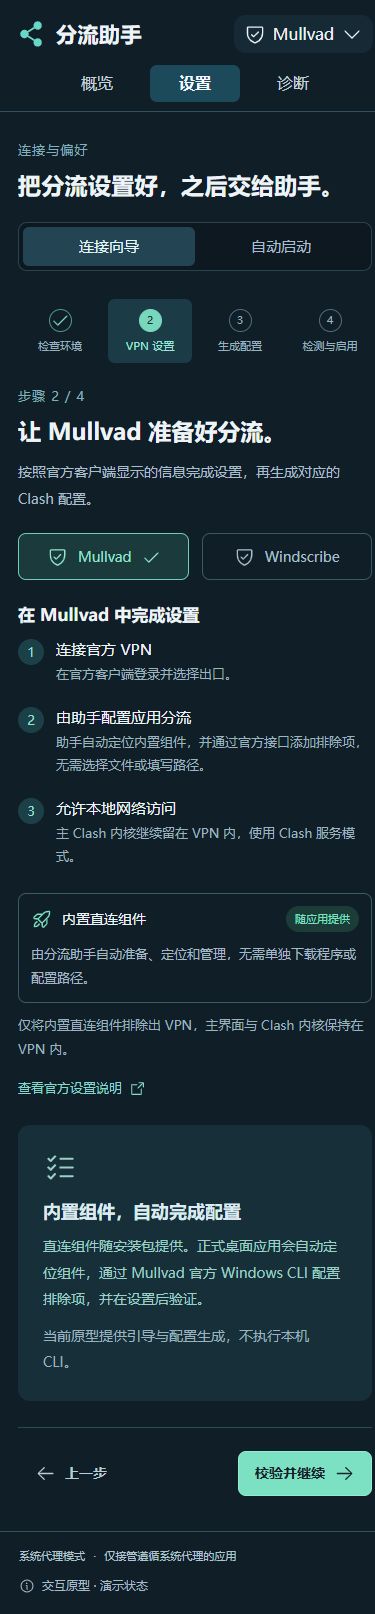 分流助手
Mullvad
概览
设置
诊断
连接与偏好
把分流设置好，之后交给助手。
连接向导
自动启动
2
3
4
检查环境
VPN 设置
生成配置
检测与启用
步骤 2 / 4
让 Mullvad 准备好分流。
按照官方客户端显示的信息完成设置，再生成对应的
Clash 配置。
Mullvad
Windscribe
在 Mullvad 中完成设置
1
连接官方 VPN
在官方客户端登录并选择出口。
2
由助手配置应用分流
助手自动定位内置组件，并通过官方接口添加排除项，
无需选择文件或填写路径。
3
允许本地网络访问
主 Clash 内核继续留在 VPN 内，使用 Clash 服务模
式。
内置直连组件
随应用提供
由分流助手自动准备、定位和管理，无需单独下载程序或
配置路径。
仅将内置直连组件排除出 VPN，主界面与 Clash 内核保持在
VPN 内。
查看官方设置说明
内置组件，自动完成配置
直连组件随安装包提供。正式桌面应用会自动定
位组件，通过 Mullvad 官方 Windows CLI 配置
排除项，并在设置后验证。
当前原型提供引导与配置生成，不执行本机
CLI。
上一步
校验并继续
系统代理模式 · 仅接管遵循系统代理的应用
交互原型 · 演示状态